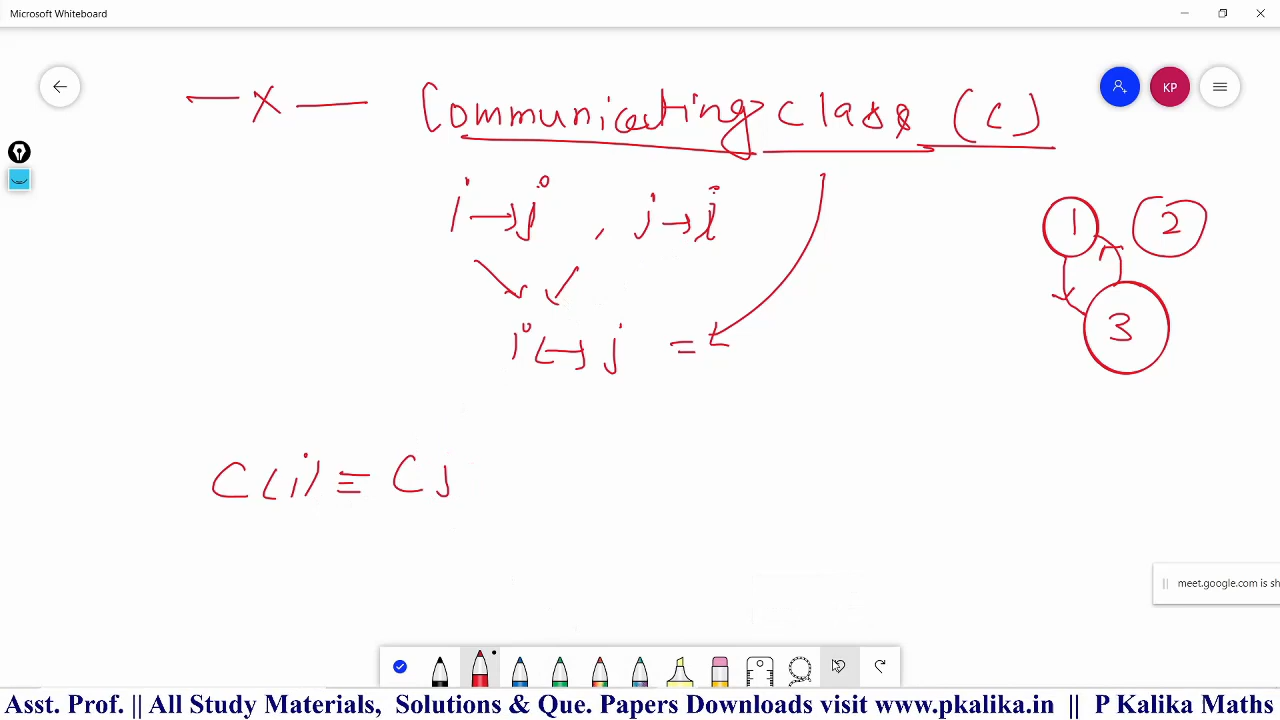 Microsoft Whiteboard
— x — Communicating class (C)
KP
i → j , j → i
1 2
i ↔ j =
3
C(i) ≡ C j
meet.google.com is sh
Asst. Prof. || All Study Materials, Solutions & Que. Papers Downloads visit www.pkalika.in || P Kalika Maths